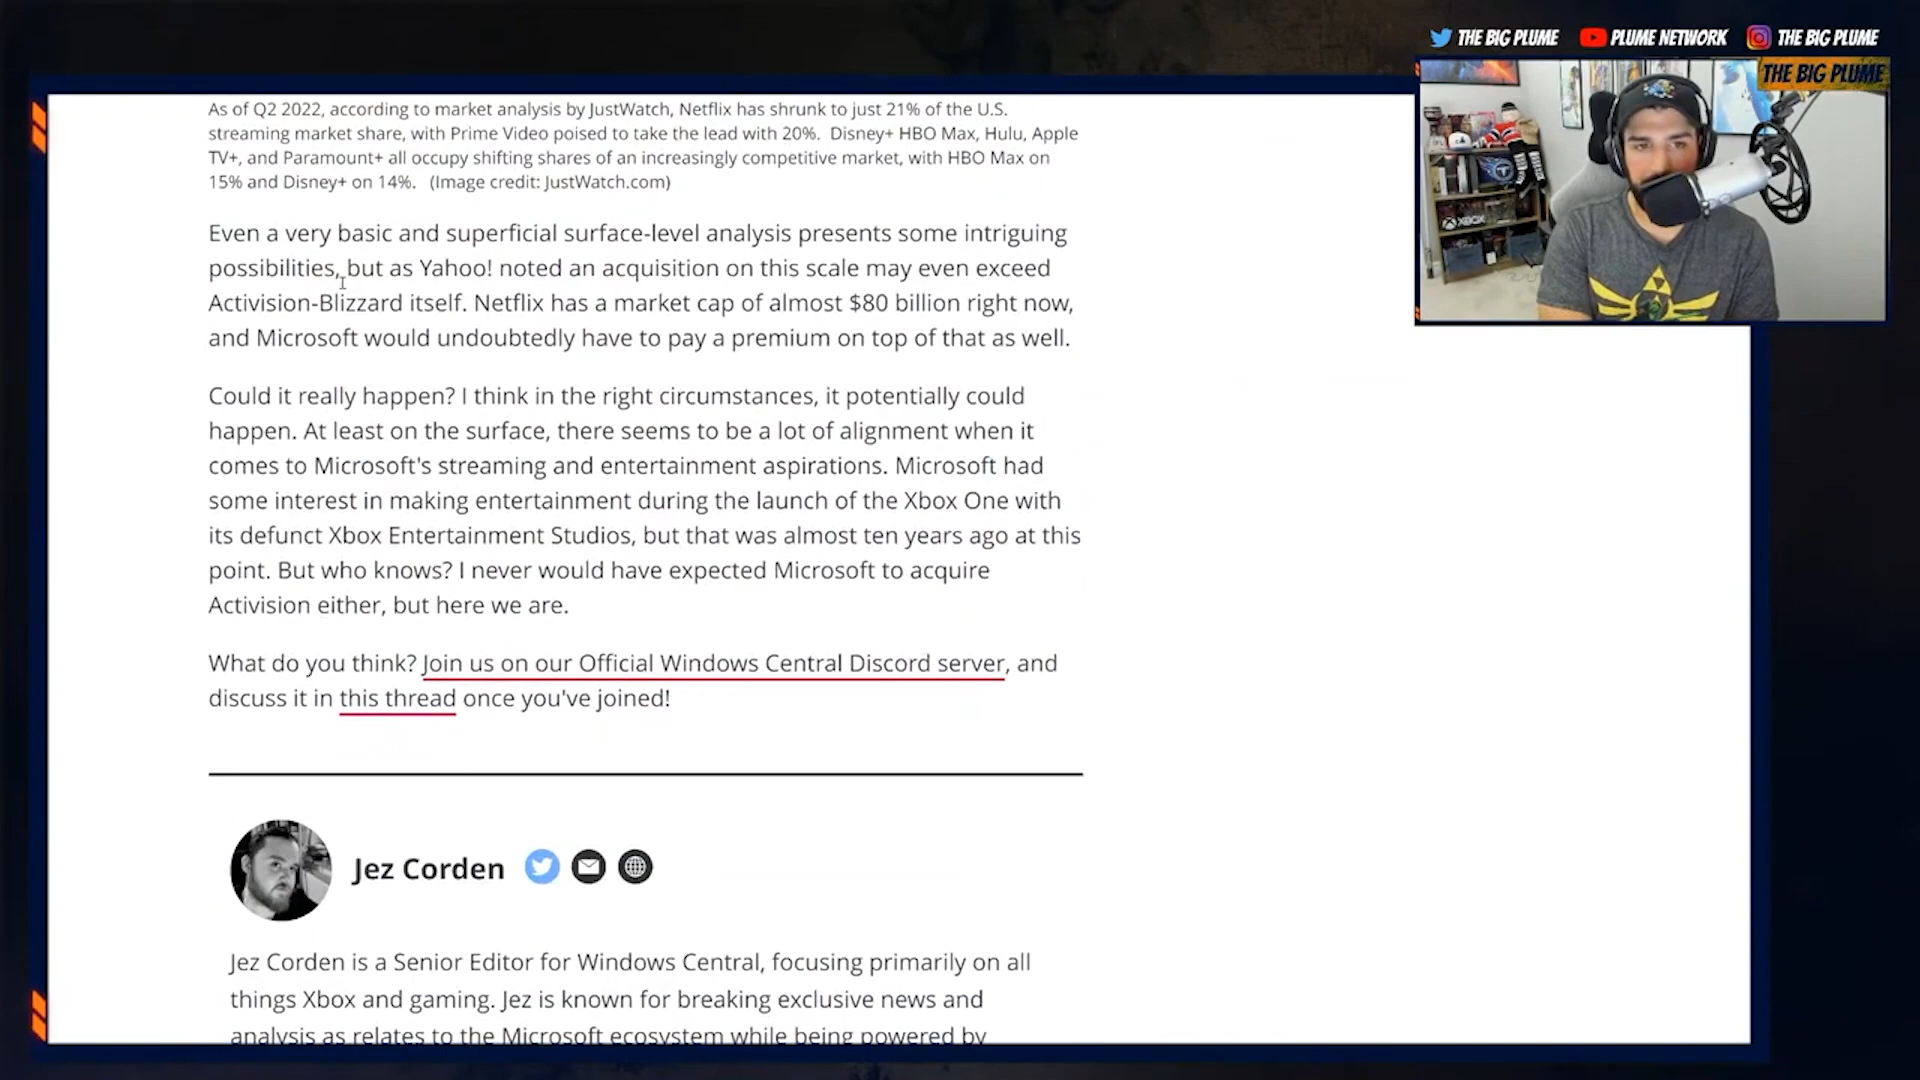 THE BIG PLUME PLUME NETWORK THE BIG PLUME
THE BIG PLUME
XBOX
As of Q2 2022, according to market analysis by JustWatch, Netflix has shrunk to just 21% of the U.S.
streaming market share, with Prime Video poised to take the lead with 20%. Disney+ HBO Max, Hulu, Apple
TV+, and Paramount+ all occupy shifting shares of an increasingly competitive market, with HBO Max on
15% and Disney+ on 14%. (Image credit: JustWatch.com)
Even a very basic and superficial surface-level analysis presents some intriguing
possibilities, but as Yahoo! noted an acquisition on this scale may even exceed
Activision-Blizzard itself. Netflix has a market cap of almost $80 billion right now,
and Microsoft would undoubtedly have to pay a premium on top of that as well.
Could it really happen? I think in the right circumstances, it potentially could
happen. At least on the surface, there seems to be a lot of alignment when it
comes to Microsoft's streaming and entertainment aspirations. Microsoft had
some interest in making entertainment during the launch of the Xbox One with
its defunct Xbox Entertainment Studios, but that was almost ten years ago at this
point. But who knows? I never would have expected Microsoft to acquire
Activision either, but here we are.
What do you think? Join us on our Official Windows Central Discord server, and
discuss it in this thread once you've joined!
Jez Corden
Jez Corden is a Senior Editor for Windows Central, focusing primarily on all
things Xbox and gaming. Jez is known for breaking exclusive news and
analysis as relates to the Microsoft ecosystem while being powered by